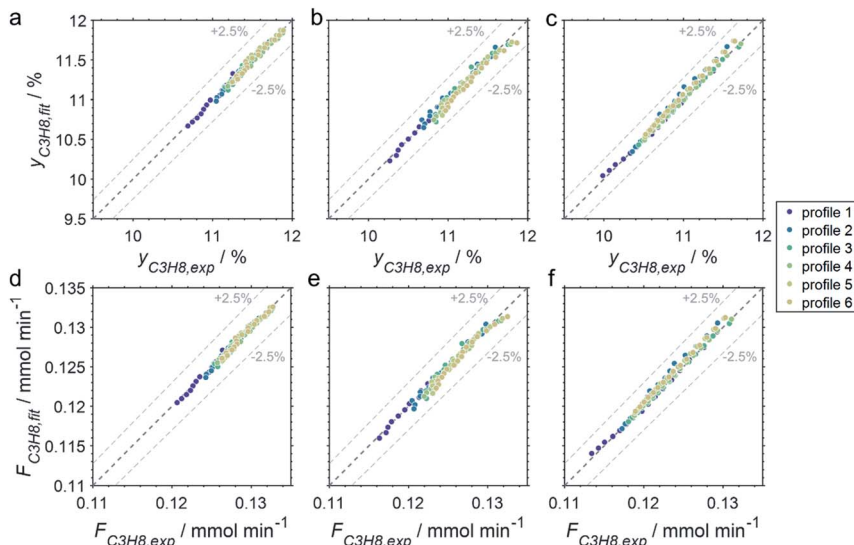 a
b
c
12
11.5
11
10.5
10
9.5
y_C3H8,fit / %
+2.5%
-2.5%
10 11 12
y_C3H8,exp / %
+2.5%
-2.5%
10 11 12
y_C3H8,exp / %
+2.5%
-2.5%
10 11 12
y_C3H8,exp / %
profile 1
profile 2
profile 3
profile 4
profile 5
profile 6
d
e
f
0.135
0.13
0.125
0.12
0.115
0.11
F_C3H8,fit / mmol min⁻¹
+2.5%
-2.5%
0.11 0.12 0.13
F_C3H8,exp / mmol min⁻¹
+2.5%
-2.5%
0.11 0.12 0.13
F_C3H8,exp / mmol min⁻¹
+2.5%
-2.5%
0.11 0.12 0.13
F_C3H8,exp / mmol min⁻¹